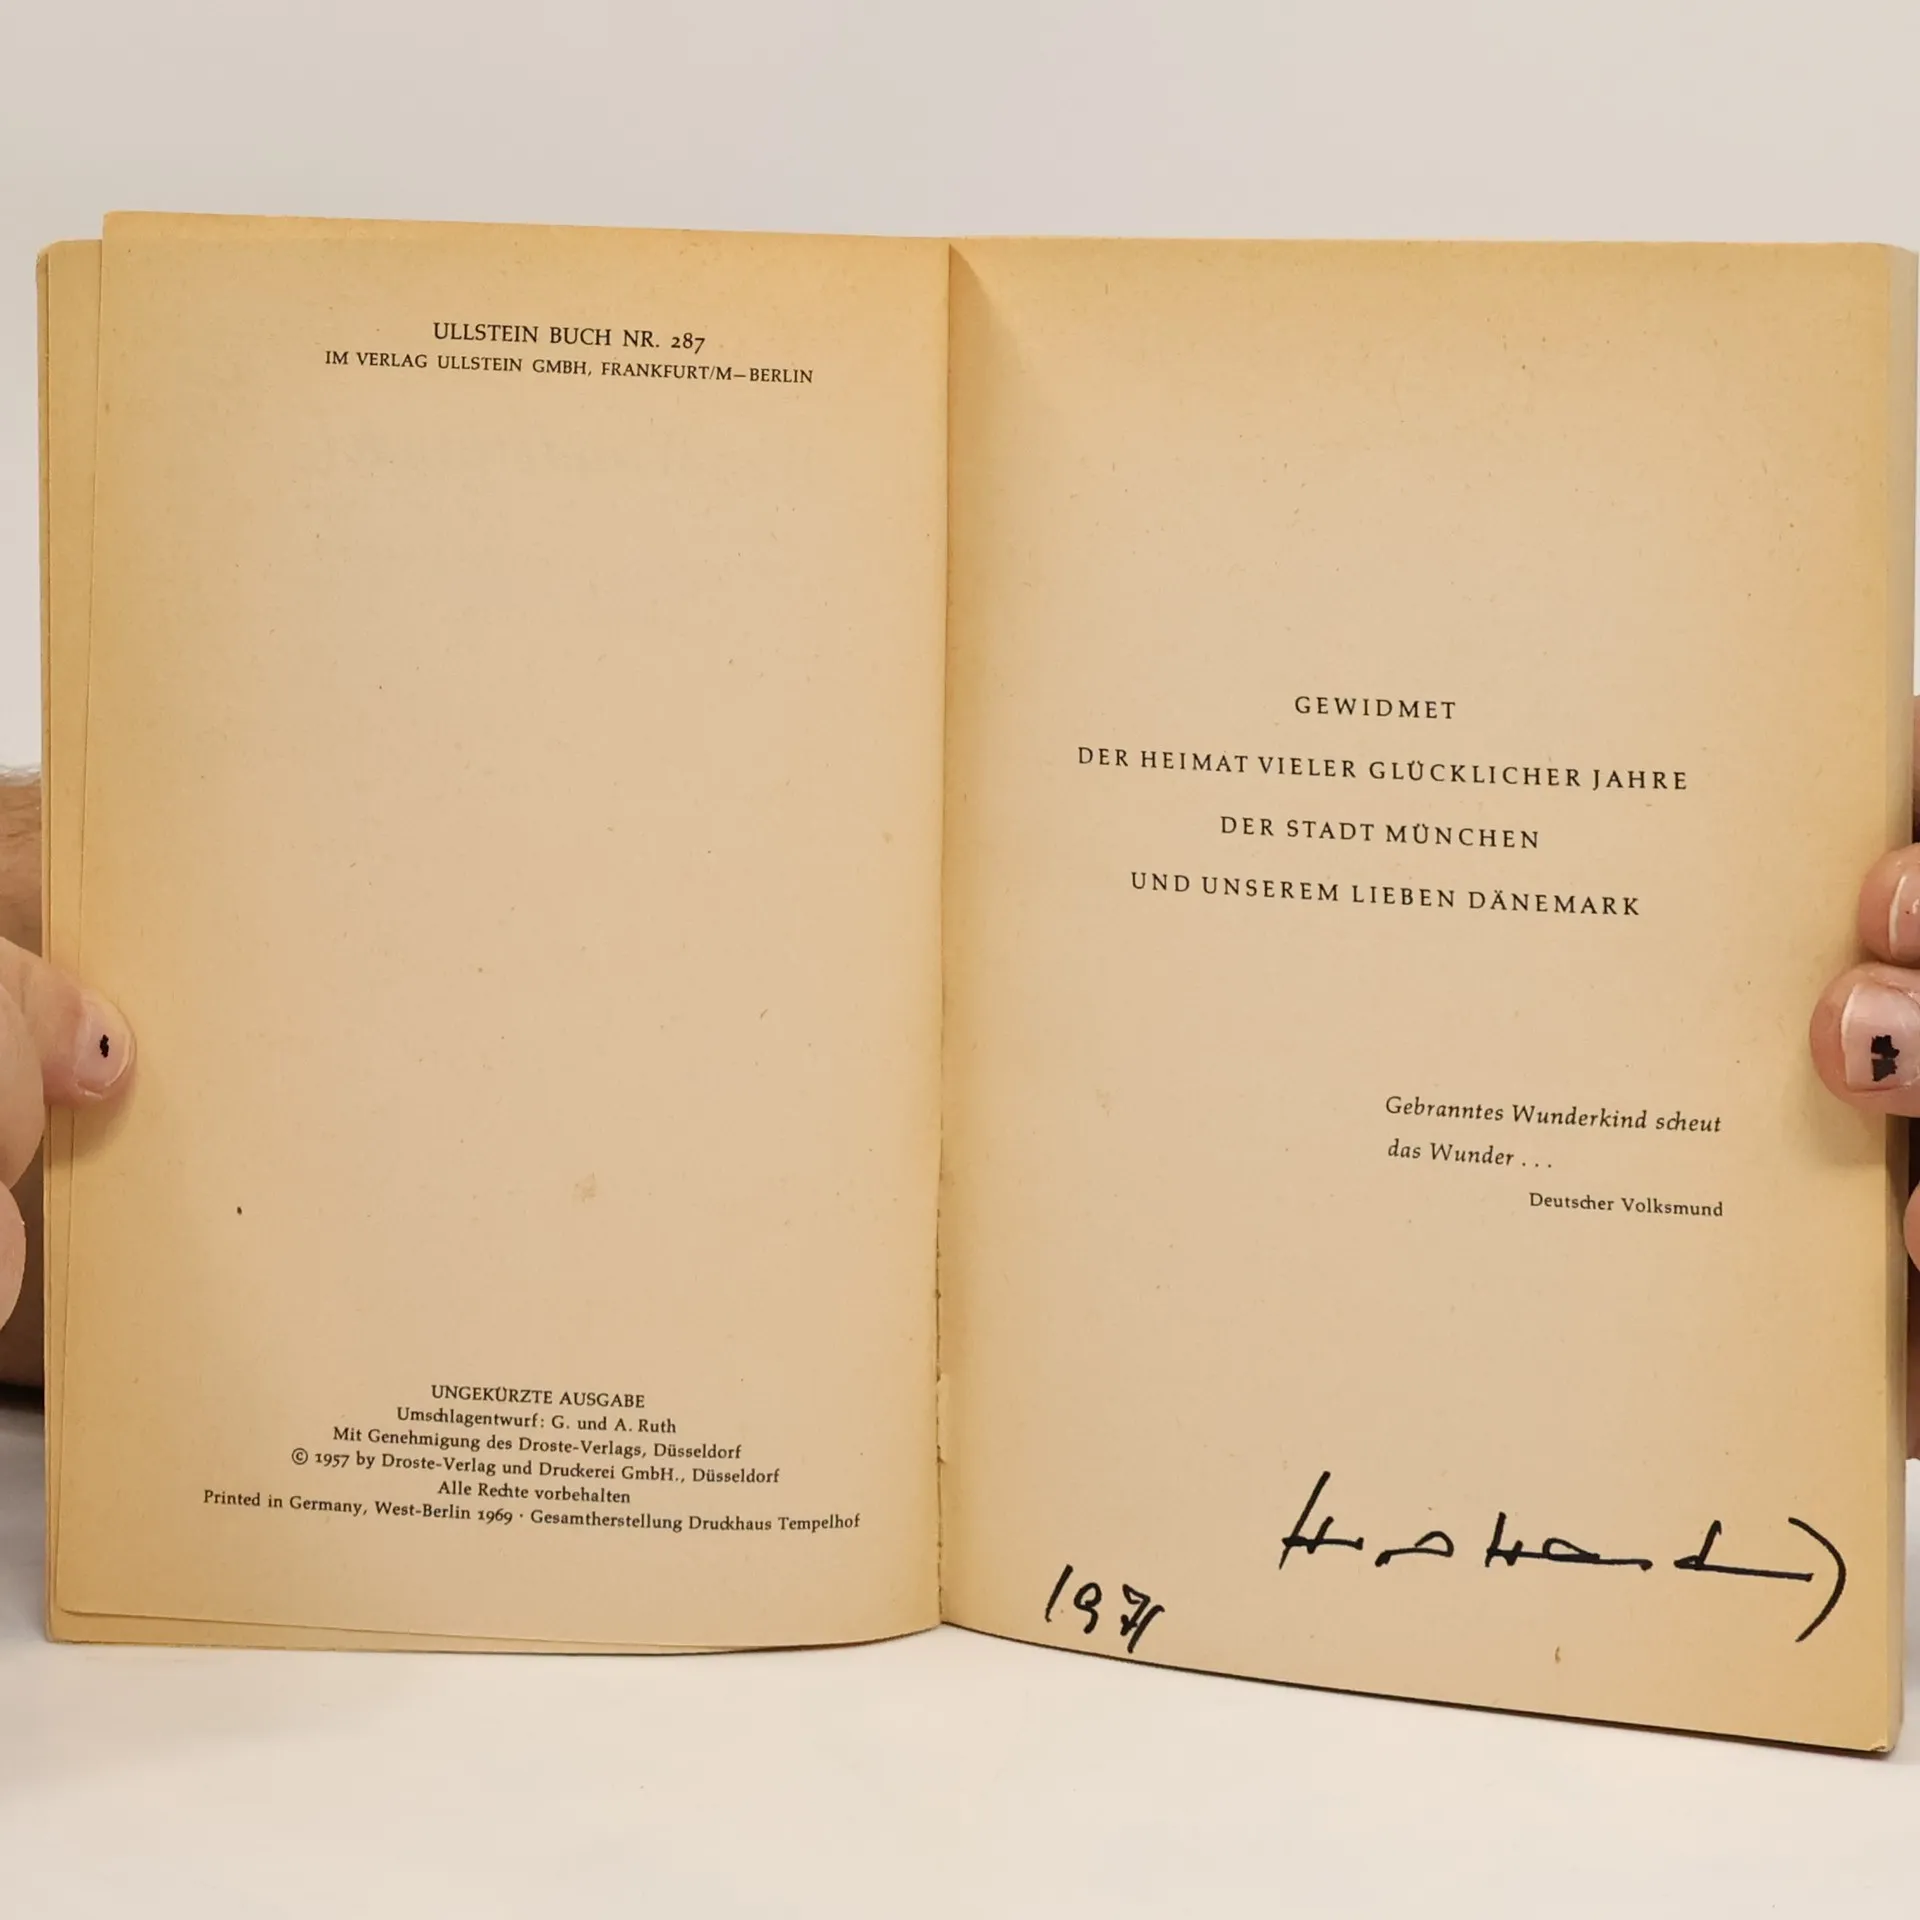 ULLSTEIN BUCH NR. 287
IM VERLAG ULLSTEIN GMBH, FRANKFURT/M—BERLIN
UNGEKÜRZTE AUSGABE
Umschlagentwurf: G. und A. Ruth
Mit Genehmigung des Droste-Verlags, Düsseldorf
© 1957 by Droste-Verlag und Druckerei GmbH., Düsseldorf
Alle Rechte vorbehalten
Printed in Germany, West-Berlin 1969 · Gesamtherstellung Druckhaus Tempelhof
GEWIDMET
DER HEIMAT VIELER GLÜCKLICHER JAHRE
DER STADT MÜNCHEN
UND UNSEREM LIEBEN DÄNEMARK
Gebranntes Wunderkind scheut
das Wunder . . .
Deutscher Volksmund
1971